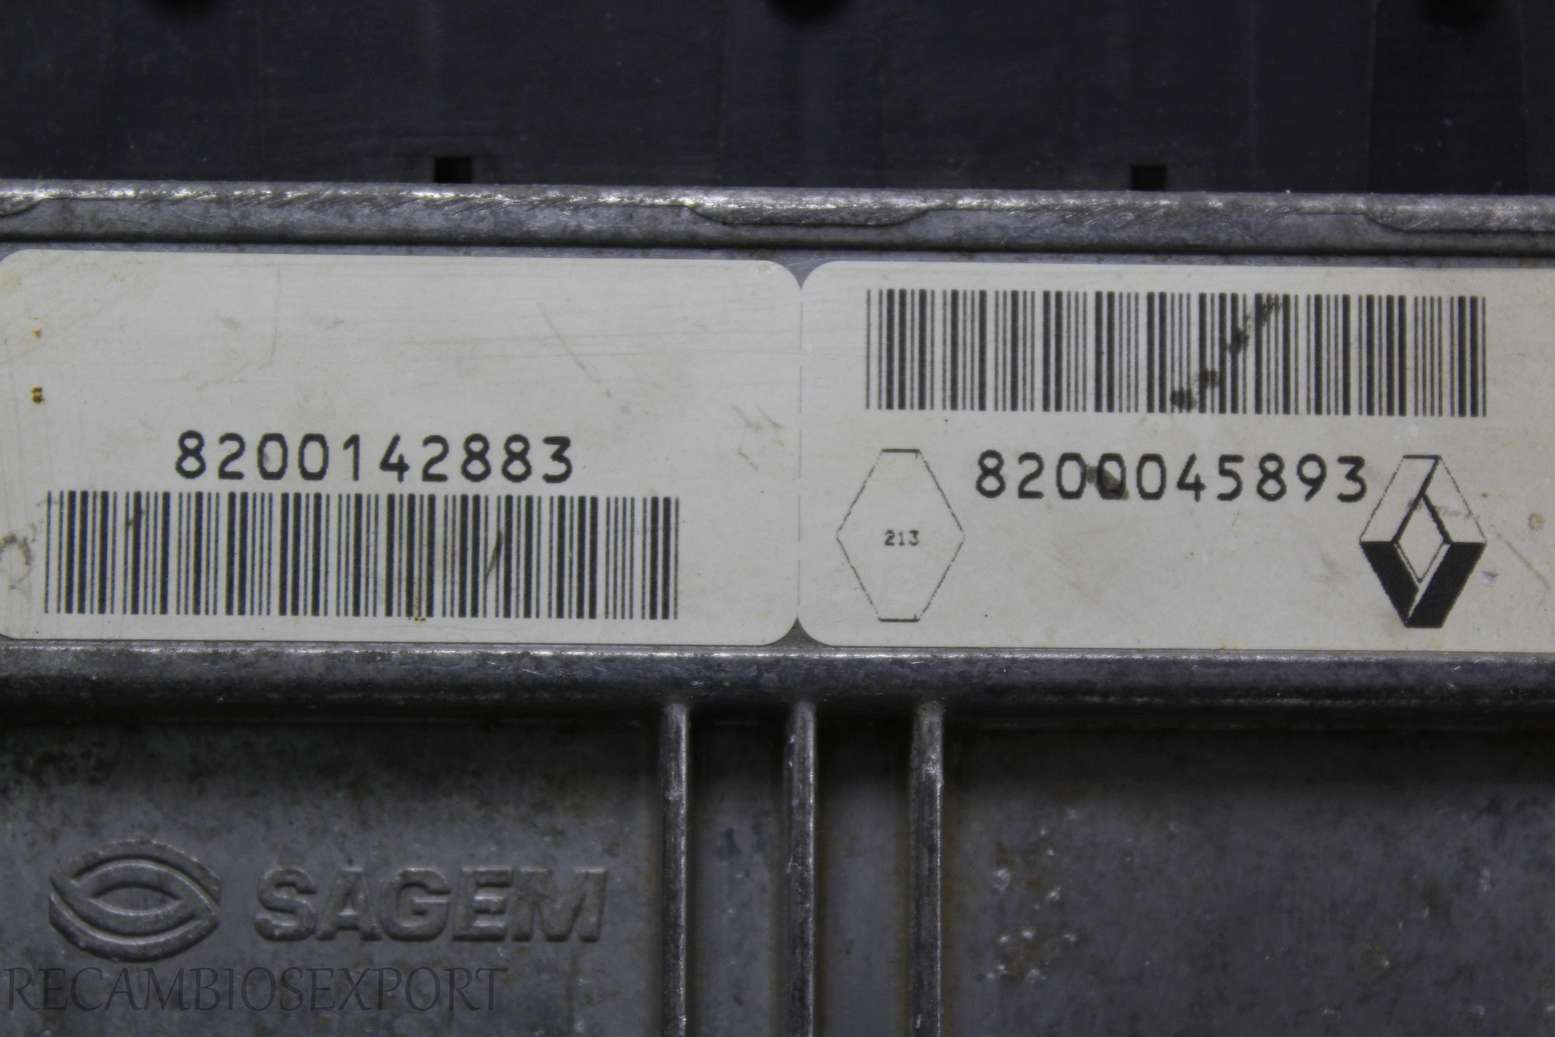 8200142883
8200045893
213
SAGEM
RECAMBIOSEXPORT